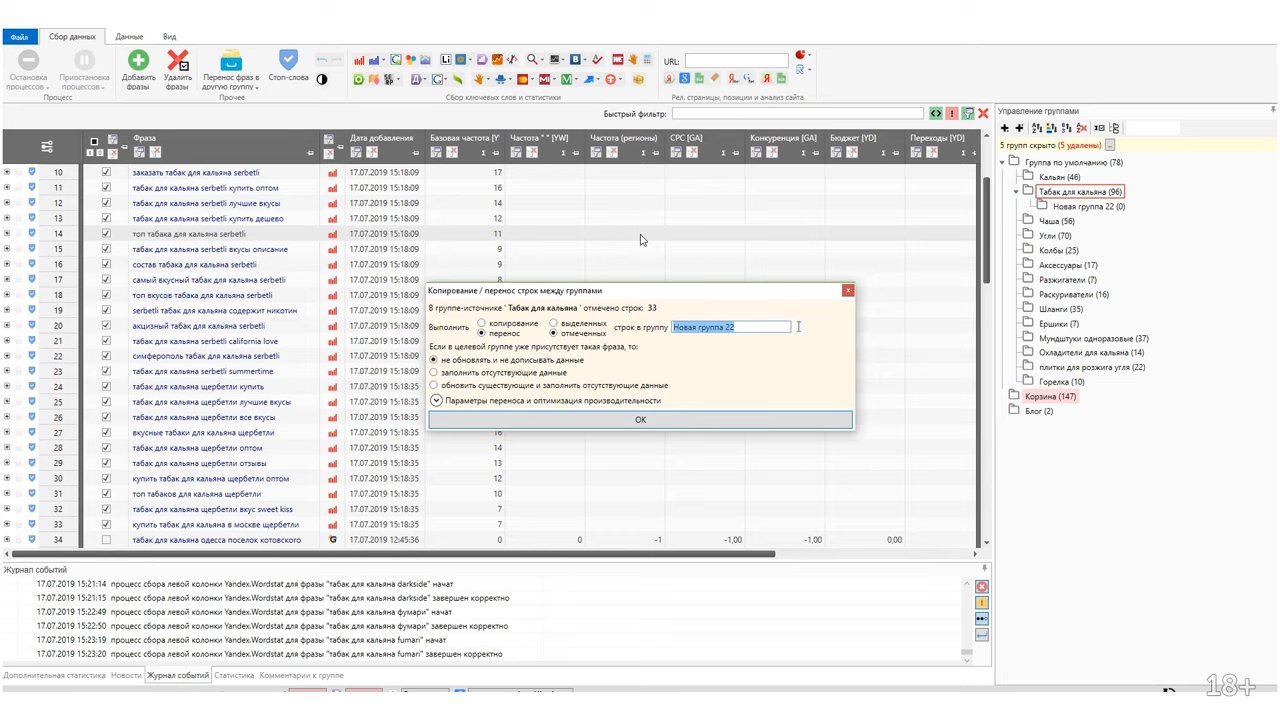 Файл Сбор данных Данные Вид
Остановка процессов Приостановка процессов Добавить фразы Удалить фразы Перенос фраз в другую группу Стоп-слова URL:
Процесс Прочее Сбор ключевых слов и статистики Рел. страницы, позиции и анализ сайта
Быстрый фильтр:
Фраза Дата добавления Базовая частота [Y Частота " " [YW] Частота (регионы) CPC [GA] Конкуренция [GA] Бюджет [YD] Переходы [YD]
10 заказать табак для кальяна serbetli 17.07.2019 15:18:09 17
11 табак для кальяна serbetli купить оптом 17.07.2019 15:18:09 16
12 табак для кальяна serbetli лучшие вкусы 17.07.2019 15:18:09 14
13 табак для кальяна serbetli купить дешево 17.07.2019 15:18:09 12
14 топ табака для кальяна serbetli 17.07.2019 15:18:09 11
15 табак для кальяна serbetli вкусы описание 17.07.2019 15:18:09 9
16 состав табака для кальяна serbetli 17.07.2019 15:18:09 9
17 самый вкусный табак для кальяна serbetli 17.07.2019 15:18:09 8
18 топ вкусов табака для кальяна serbetli 17.07.2019 15:18:09
19 serbetli табак для кальяна содержит никотин 17.07.2019 15:18:09
20 акцизный табак для кальяна serbetli 17.07.2019 15:18:09
21 табак для кальяна serbetli california love 17.07.2019 15:18:09
22 симферополь табак для кальяна serbetli 17.07.2019 15:18:09
23 табак для кальяна serbetli summertime 17.07.2019 15:18:09
24 табак для кальяна щербетли купить 17.07.2019 15:18:35
25 табак для кальяна щербетли лучшие вкусы 17.07.2019 15:18:35
26 табак для кальяна щербетли все вкусы 17.07.2019 15:18:35
27 вкусные табаки для кальяна щербетли 17.07.2019 15:18:35 16
28 табак для кальяна щербетли оптом 17.07.2019 15:18:35 14
29 табак для кальяна щербетли отзывы 17.07.2019 15:18:35 13
30 купить табак для кальяна щербетли оптом 17.07.2019 15:18:35 12
31 топ табаков для кальяна щербетли 17.07.2019 15:18:35 10
32 табак для кальяна щербетли вкус sweet kiss 17.07.2019 15:18:35 7
33 купить табак для кальяна в москве щербетли 17.07.2019 15:18:35 7
34 табак для кальяна одесса поселок котовского 17.07.2019 12:45:36 0 0 -1 -1,00 -1,00 0,00
Копирование / перенос строк между группами
В группе-источнике ' Табак для кальяна ' отмечено строк: 33
Выполнить копирование перенос выделенных отмеченных строк в группу Новая группа 22
Если в целевой группе уже присутствует такая фраза, то:
не обновлять и не дописывать данные
заполнить отсутствующие данные
обновить существующие и заполнить отсутствующие данные
Параметры переноса и оптимизация производительности
OK
Управление группами
5 групп скрыто (5 удалены) ...
Группа по умолчанию (78)
Кальян (46)
Табак для кальяна (96)
Новая группа 22 (0)
Чаша (56)
Угли (70)
Колбы (25)
Аксессуары (17)
Разжигатели (7)
Раскуриватели (16)
Шланги (35)
Ершики (7)
Мундштуки одноразовые (37)
Охладители для кальяна (14)
плитки для розжига угля (22)
Горелка (10)
Корзина (147)
Блог (2)
Журнал событий
17.07.2019 15:21:14 процесс сбора левой колонки Yandex.Wordstat для фразы "табак для кальяна darkside" начат
17.07.2019 15:21:15 процесс сбора левой колонки Yandex.Wordstat для фразы "табак для кальяна darkside" завершен корректно
17.07.2019 15:22:49 процесс сбора левой колонки Yandex.Wordstat для фразы "табак для кальяна фумари" начат
17.07.2019 15:22:50 процесс сбора левой колонки Yandex.Wordstat для фразы "табак для кальяна фумари" завершен корректно
17.07.2019 15:23:19 процесс сбора левой колонки Yandex.Wordstat для фразы "табак для кальяна fumari" начат
17.07.2019 15:23:20 процесс сбора левой колонки Yandex.Wordstat для фразы "табак для кальяна fumari" завершен корректно
Дополнительная статистика Новости Журнал событий Статистика Комментарии к группе
18+